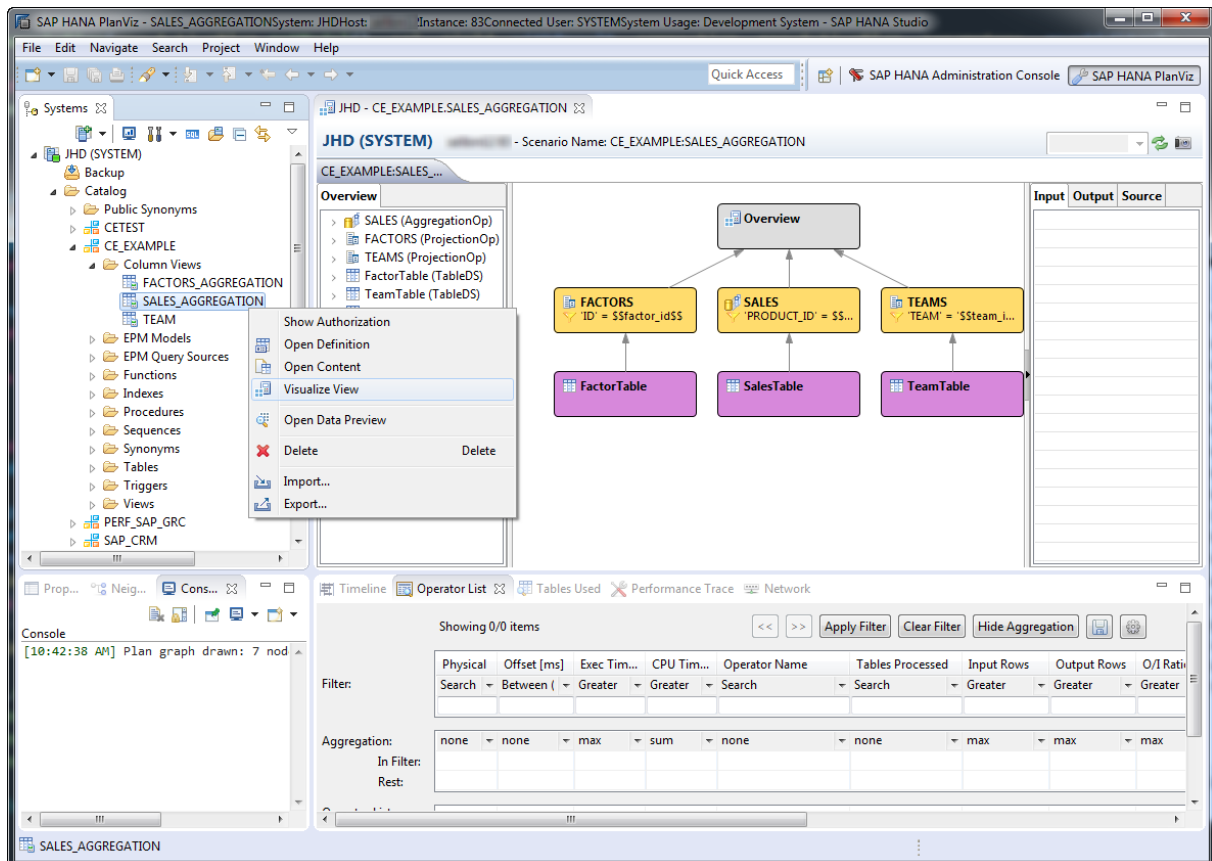 SAP HANA PlanViz - SALES_AGGREGATIONSystem: JHDHost: Instance: 83Connected User: SYSTEMSystem Usage: Development System - SAP HANA Studio
File Edit Navigate Search Project Window Help
Quick Access SAP HANA Administration Console SAP HANA PlanViz
Systems
JHD (SYSTEM)
Backup
Catalog
Public Synonyms
CETEST
CE_EXAMPLE
Column Views
FACTORS_AGGREGATION
SALES_AGGREGATION
TEAM
EPM Models
EPM Query Sources
Functions
Indexes
Procedures
Sequences
Synonyms
Tables
Triggers
Views
PERF_SAP_GRC
SAP_CRM
Show Authorization
Open Definition
Open Content
Visualize View
Open Data Preview
Delete Delete
Import...
Export...
JHD - CE_EXAMPLE.SALES_AGGREGATION
JHD (SYSTEM) - Scenario Name: CE_EXAMPLE:SALES_AGGREGATION
CE_EXAMPLE:SALES_...
Overview
SALES (AggregationOp)
FACTORS (ProjectionOp)
TEAMS (ProjectionOp)
FactorTable (TableDS)
TeamTable (TableDS)
Overview
FACTORS
'ID' = $$factor_id$$
SALES
'PRODUCT_ID' = $$...
TEAMS
'TEAM' = '$$team_i...
FactorTable
SalesTable
TeamTable
Input Output Source
Prop... Neig... Cons...
Console
[10:42:38 AM] Plan graph drawn: 7 nod
Timeline Operator List Tables Used Performance Trace Network
Showing 0/0 items << >> Apply Filter Clear Filter Hide Aggregation
Physical Offset [ms] Exec Tim... CPU Tim... Operator Name Tables Processed Input Rows Output Rows O/I Rati
Filter: Search Between ( Greater Greater Search Search Greater Greater Greater
Aggregation: none none max sum none none max max max
In Filter:
Rest:
SALES_AGGREGATION